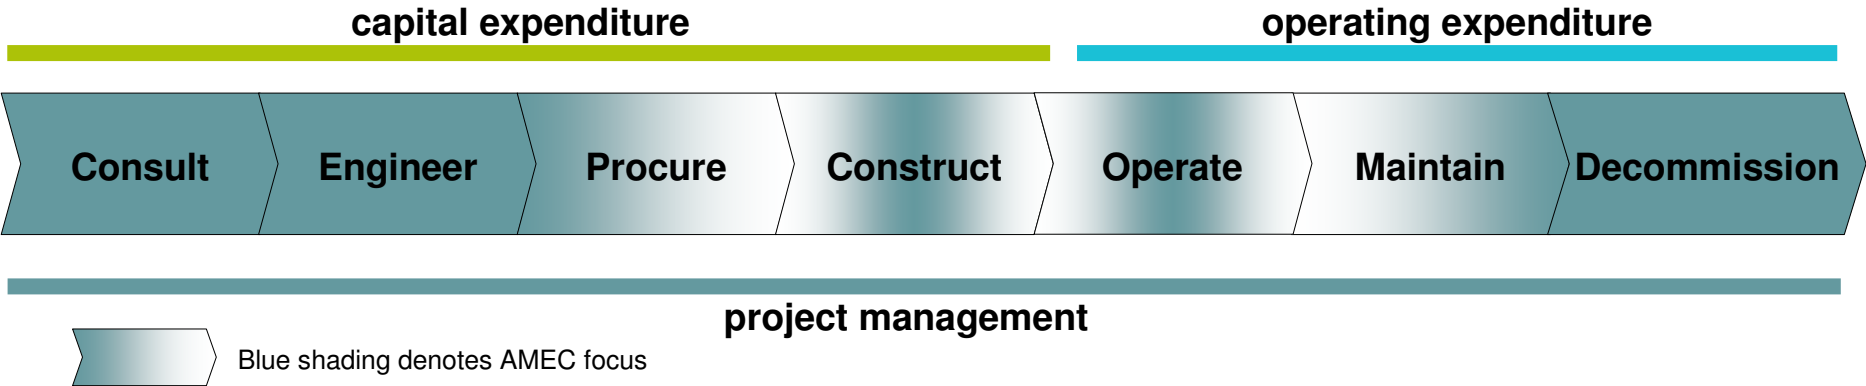 capital expenditure
operating expenditure
Consult
Engineer
Procure
Construct
Operate
Maintain
Decommission
project management
Blue shading denotes AMEC focus